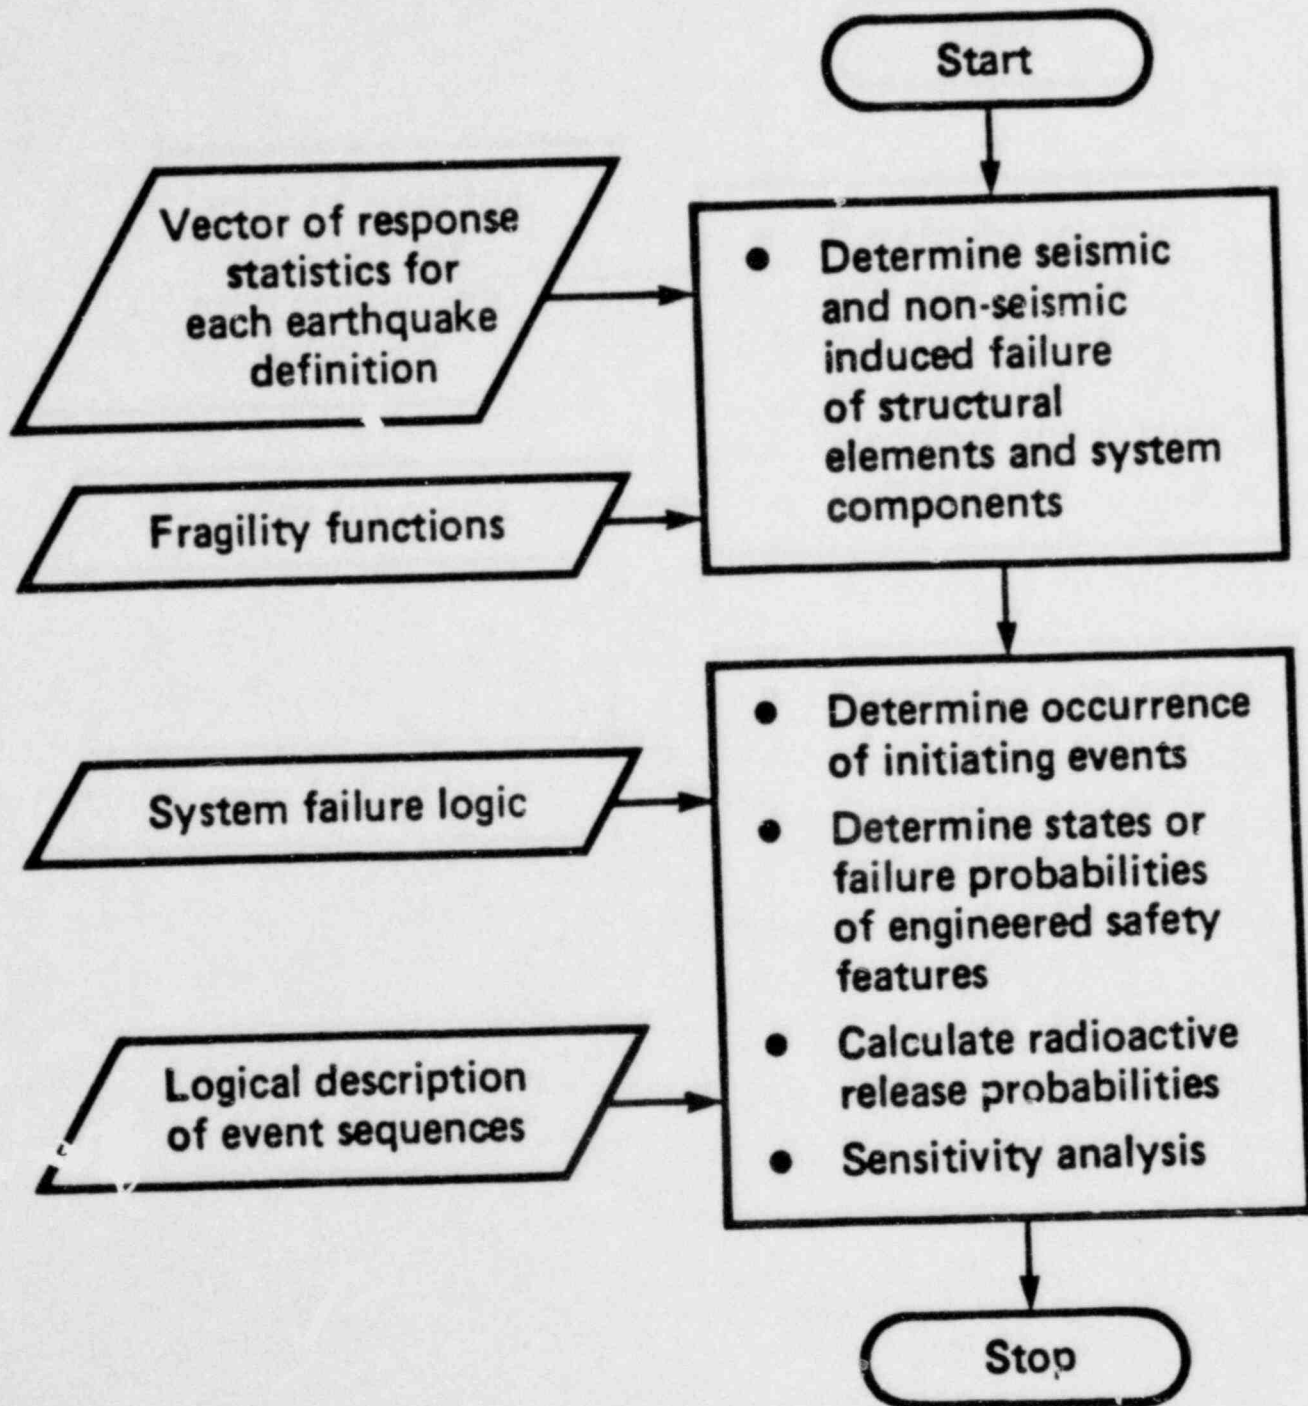 Start
Vector of response
statistics for
each earthquake
definition
Fragility functions
• Determine seismic
and non-seismic
induced failure
of structural
elements and system
components
System failure logic
Logical description
of event sequences
• Determine occurrence
of initiating events
• Determine states or
failure probabilities
of engineered safety
features
• Calculate radioactive
release probabilities
• Sensitivity analysis
Stop